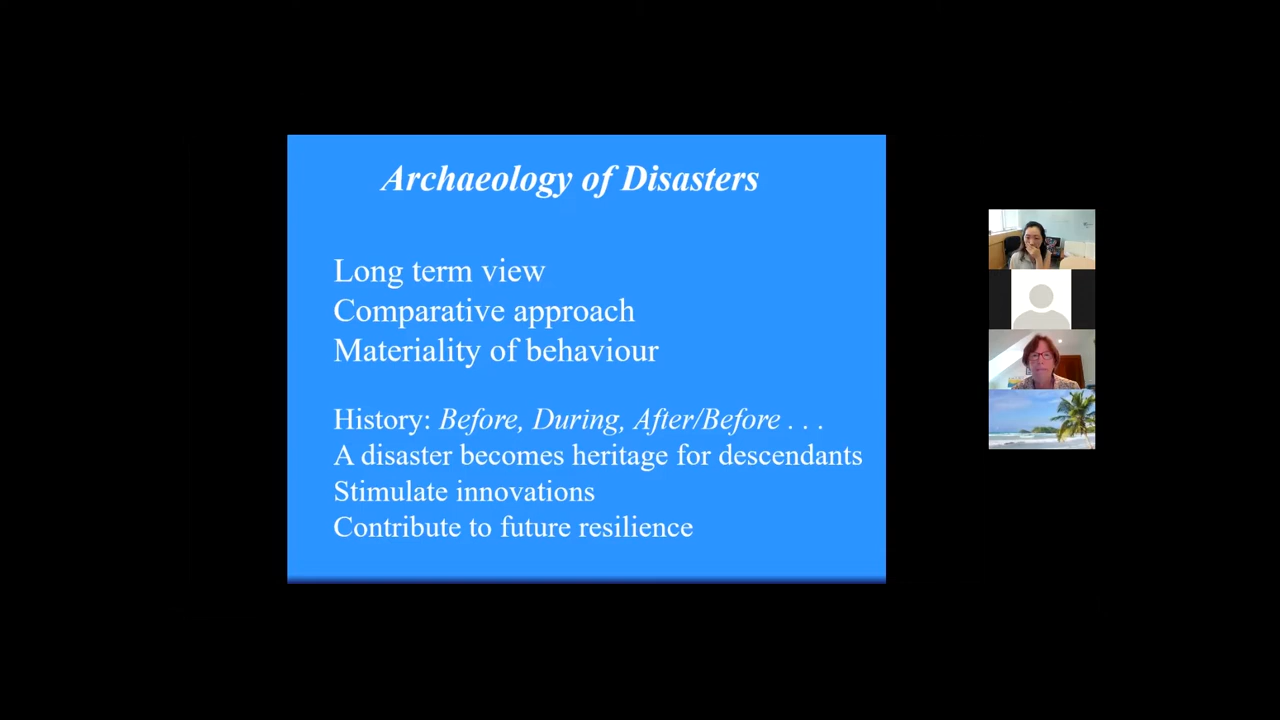 Archaeology of Disasters
Long term view
Comparative approach
Materiality of behaviour
History: Before, During, After/Before . . .
A disaster becomes heritage for descendants
Stimulate innovations
Contribute to future resilience